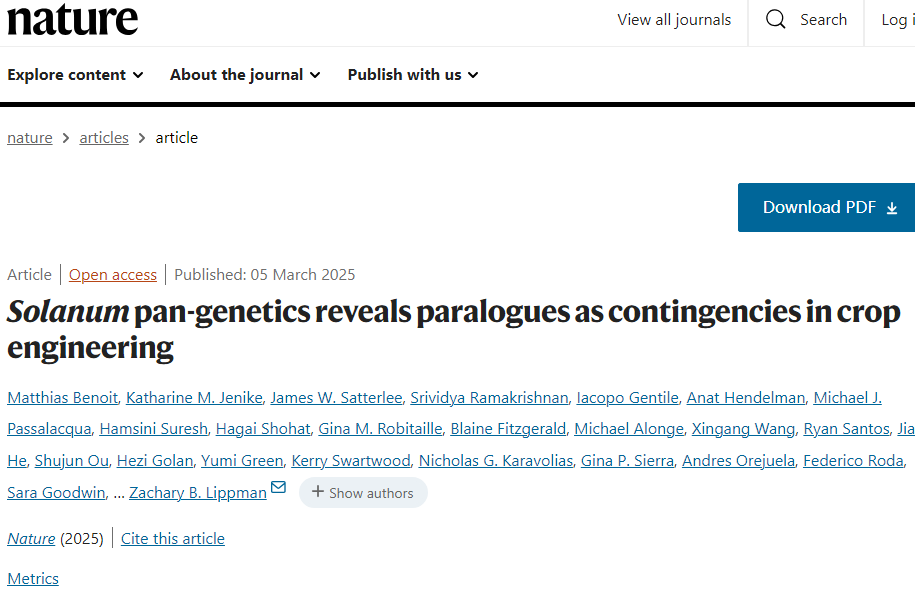 nature
View all journals Search Log i
Explore content About the journal Publish with us
nature > articles > article
Download PDF
Article Open access Published: 05 March 2025
Solanum pan-genetics reveals paralogues as contingencies in crop
engineering
Matthias Benoit, Katharine M. Jenike, James W. Satterlee, Srividya Ramakrishnan, Iacopo Gentile, Anat Hendelman, Michael J.
Passalacqua, Hamsini Suresh, Hagai Shohat, Gina M. Robitaille, Blaine Fitzgerald, Michael Alonge, Xingang Wang, Ryan Santos, Jia
He, Shujun Ou, Hezi Golan, Yumi Green, Kerry Swartwood, Nicholas G. Karavolias, Gina P. Sierra, Andres Orejuela, Federico Roda,
Sara Goodwin, ... Zachary B. Lippman + Show authors
Nature (2025) Cite this article
Metrics